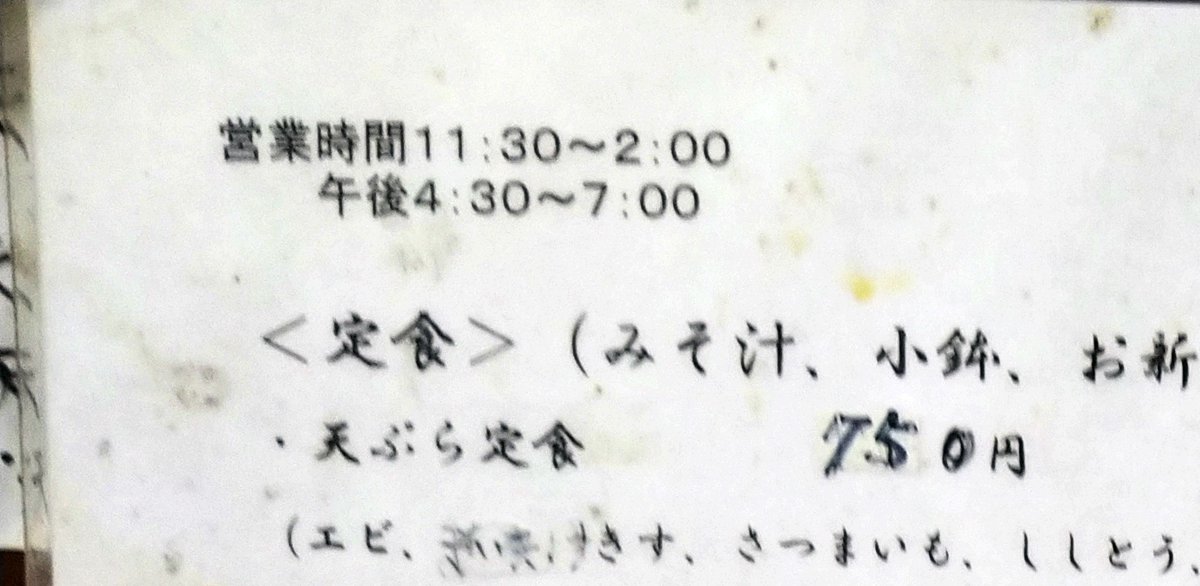 営業時間11:30～2:00
午後4:30～7:00
＜定食＞（みそ汁、小鉢、お新
・天ぷら定食 750円
（エビ、きす、さつまいも、ししとう、